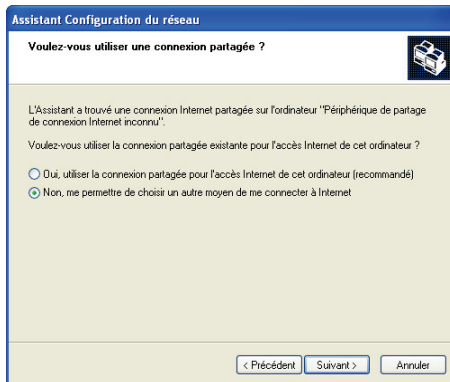 Assistant Configuration du réseau
Voulez-vous utiliser une connexion partagée ?
L'Assistant a trouvé une connexion Internet partagée sur l'ordinateur "Périphérique de partage
de connexion Internet inconnu".
Voulez-vous utiliser la connexion partagée existante pour l'accès Internet de cet ordinateur ?
Oui, utiliser la connexion partagée pour l'accès Internet de cet ordinateur (recommandé)
Non, me permettre de choisir un autre moyen de me connecter à Internet
< Précédent Suivant > Annuler